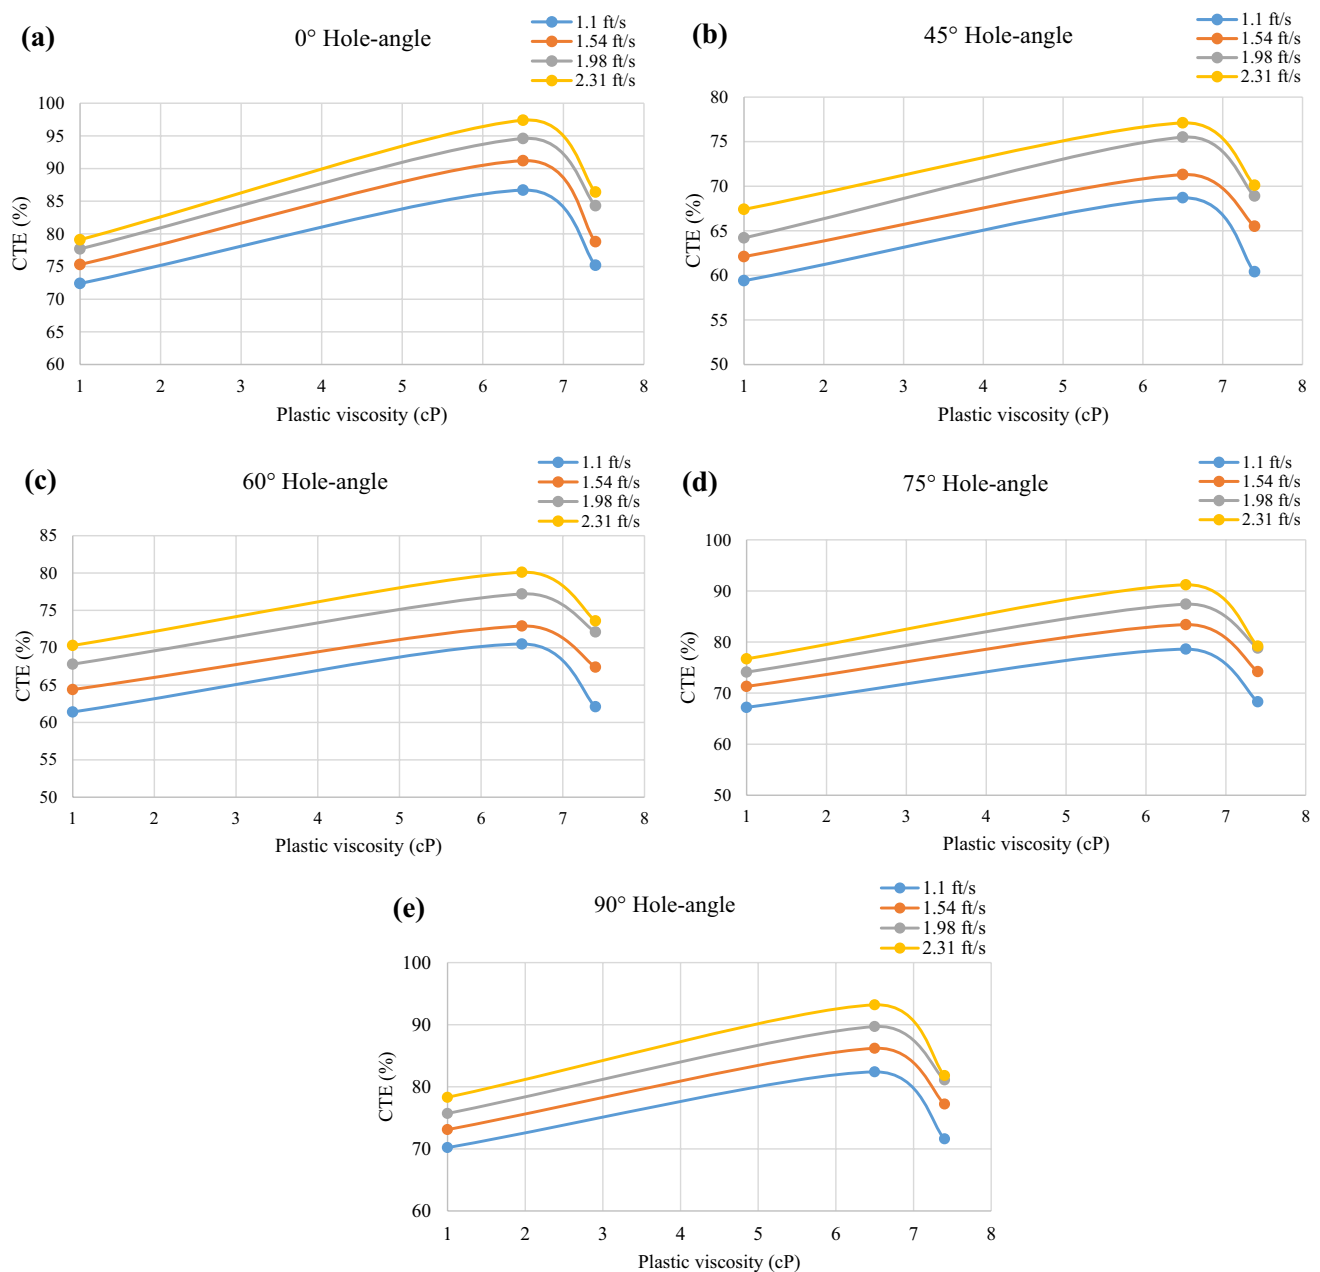 (a)
0° Hole-angle
1.1 ft/s
1.54 ft/s
1.98 ft/s
2.31 ft/s
CTE (%)
100
95
90
85
80
75
70
65
60
1 2 3 4 5 6 7 8
Plastic viscosity (cP)
(b)
45° Hole-angle
1.1 ft/s
1.54 ft/s
1.98 ft/s
2.31 ft/s
CTE (%)
80
75
70
65
60
55
50
1 2 3 4 5 6 7 8
Plastic viscosity (cP)
(c)
60° Hole-angle
1.1 ft/s
1.54 ft/s
1.98 ft/s
2.31 ft/s
CTE (%)
85
80
75
70
65
60
55
50
1 2 3 4 5 6 7 8
Plastic viscosity (cP)
(d)
75° Hole-angle
1.1 ft/s
1.54 ft/s
1.98 ft/s
2.31 ft/s
CTE (%)
100
90
80
70
60
50
1 2 3 4 5 6 7 8
Plastic viscosity (cP)
(e)
90° Hole-angle
1.1 ft/s
1.54 ft/s
1.98 ft/s
2.31 ft/s
CTE (%)
100
90
80
70
60
1 2 3 4 5 6 7 8
Plastic viscosity (cP)